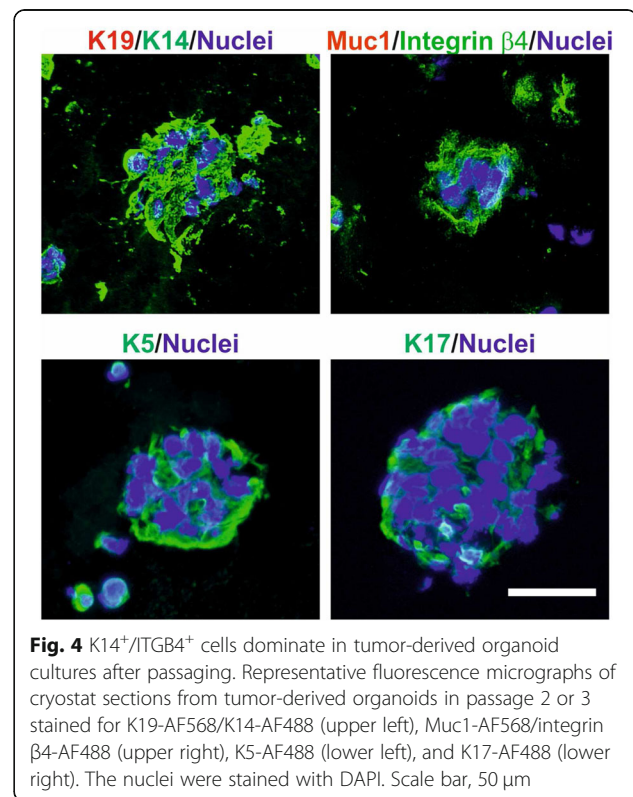 K19/K14/Nuclei
Muc1/Integrin β4/Nuclei
K5/Nuclei
K17/Nuclei
Fig. 4 K14⁺/ITGB4⁺ cells dominate in tumor-derived organoid
cultures after passaging. Representative fluorescence micrographs of
cryostat sections from tumor-derived organoids in passage 2 or 3
stained for K19-AF568/K14-AF488 (upper left), Muc1-AF568/integrin
β4-AF488 (upper right), K5-AF488 (lower left), and K17-AF488 (lower
right). The nuclei were stained with DAPI. Scale bar, 50 μm